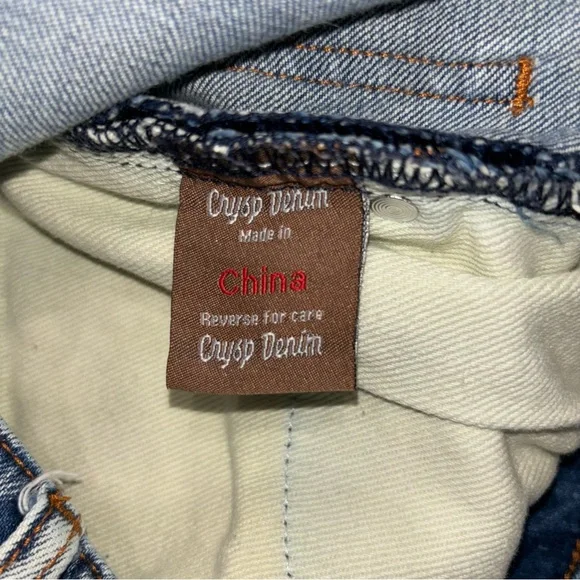 Crysp Denim
Made in
China
Reverse for care
Crysp Denim